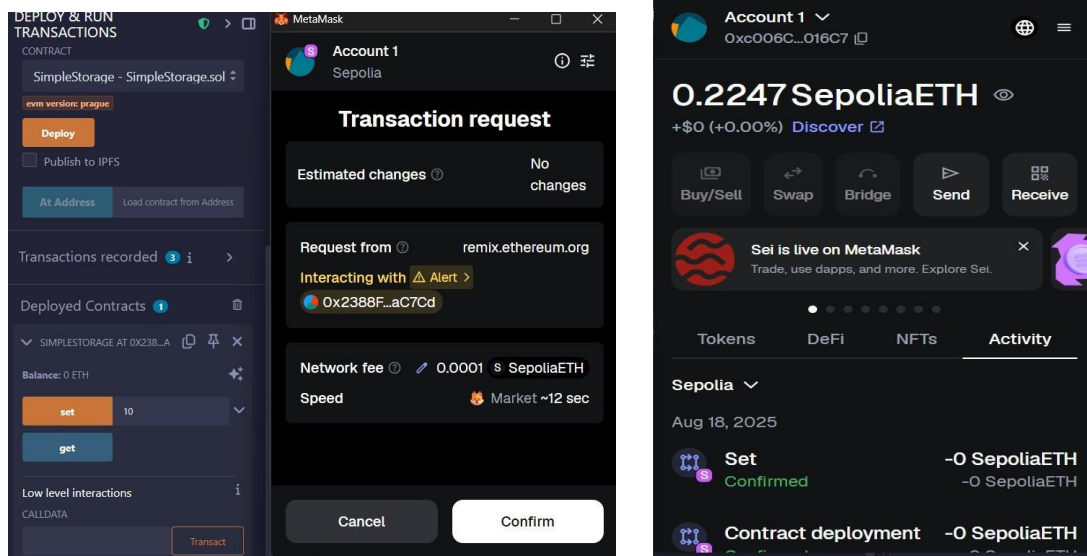 DEPLOY & RUN
TRANSACTIONS
CONTRACT
SimpleStorage - SimpleStorage.sol
evm version: prague
Deploy
Publish to IPFS
At Address Load contract from Address
Transactions recorded 3 i
Deployed Contracts 1
SIMPLESTORAGE AT 0X238...A
Balance: 0 ETH
set 10
get
Low level interactions i
CALLDATA
Transact
MetaMask
S
Account 1
Sepolia
Transaction request
Estimated changes No
changes
Request from remix.ethereum.org
Interacting with Alert >
0x2388F...aC7Cd
Network fee 0.0001 S SepoliaETH
Speed Market ~12 sec
Cancel Confirm
Account 1
0xc006C...016C7
0.2247 SepoliaETH
+$0 (+0.00%) Discover
Buy/Sell Swap Bridge Send Receive
Sei is live on MetaMask
Trade, use dapps, and more. Explore Sei.
Tokens DeFi NFTs Activity
Sepolia
Aug 18, 2025
Set -0 SepoliaETH
S Confirmed -0 SepoliaETH
Contract deployment -0 SepoliaETH
S